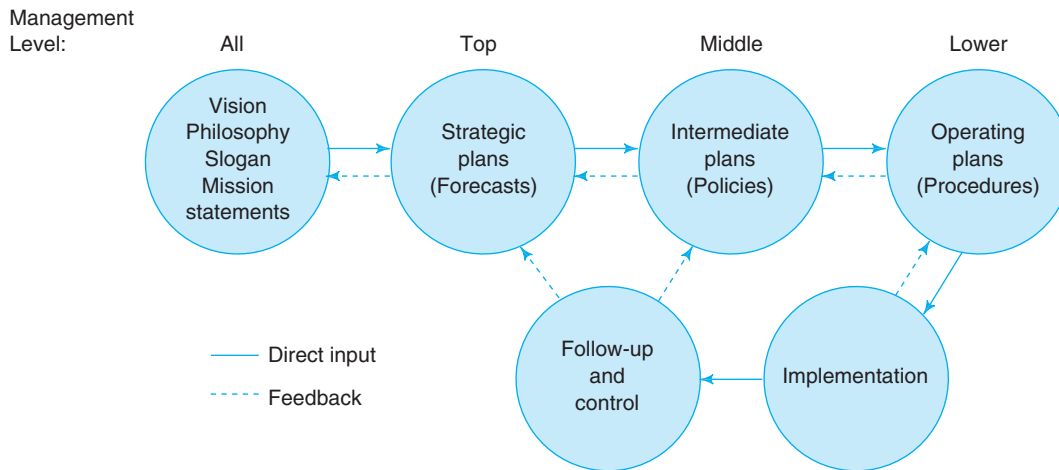 Management
Level:
All
Top
Middle
Lower
Vision
Philosophy
Slogan
Mission
statements
Strategic
plans
(Forecasts)
Intermediate
plans
(Policies)
Operating
plans
(Procedures)
Direct input
Feedback
Follow-up
and
control
Implementation